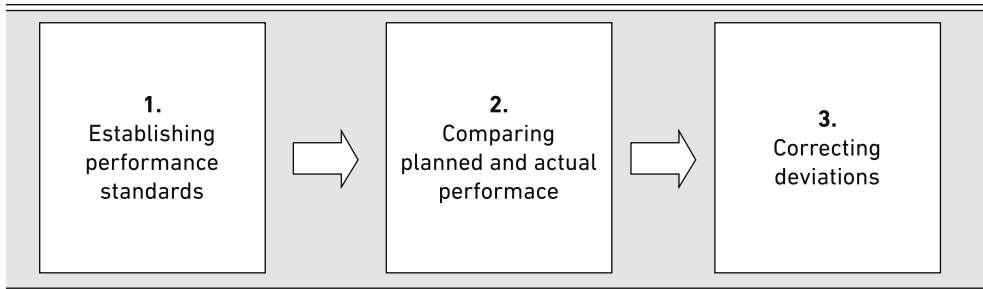 1.
Establishing
performance
standards
2.
Comparing
planned and actual
performace
3.
Correcting
deviations